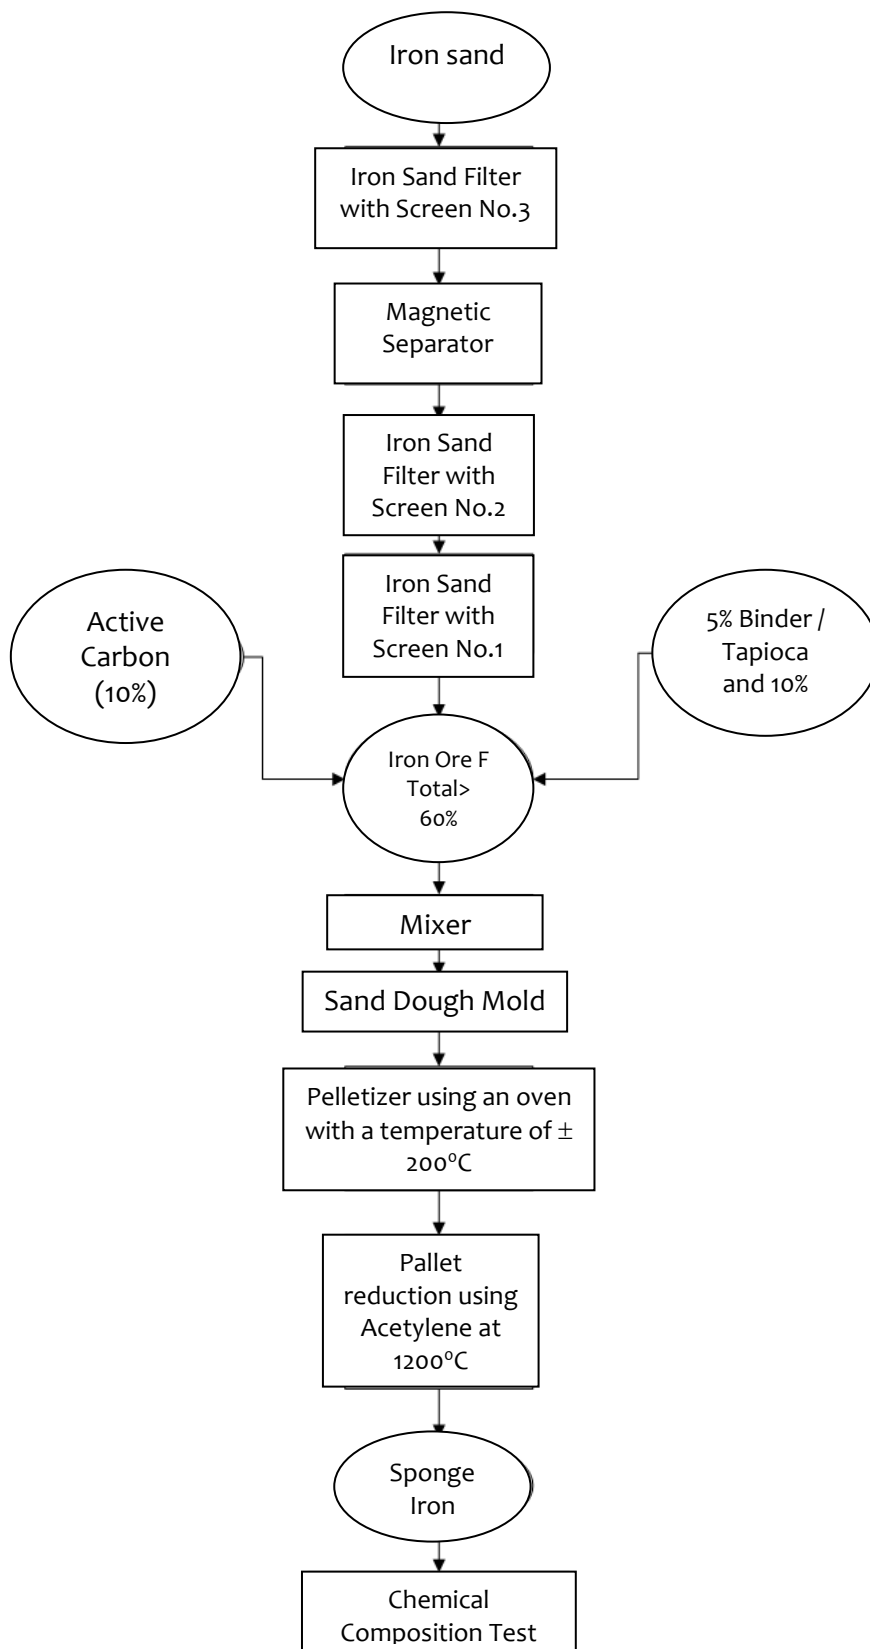 Iron sand
Iron Sand Filter
with Screen No.3
Magnetic
Separator
Iron Sand
Filter with
Screen No.2
Iron Sand
Filter with
Screen No.1
Active
Carbon
(10%)
5% Binder /
Tapioca
and 10%
Iron Ore F
Total>
60%
Mixer
Sand Dough Mold
Pelletizer using an oven
with a temperature of ±
200⁰C
Pallet
reduction using
Acetylene at
1200⁰C
Sponge
Iron
Chemical
Composition Test